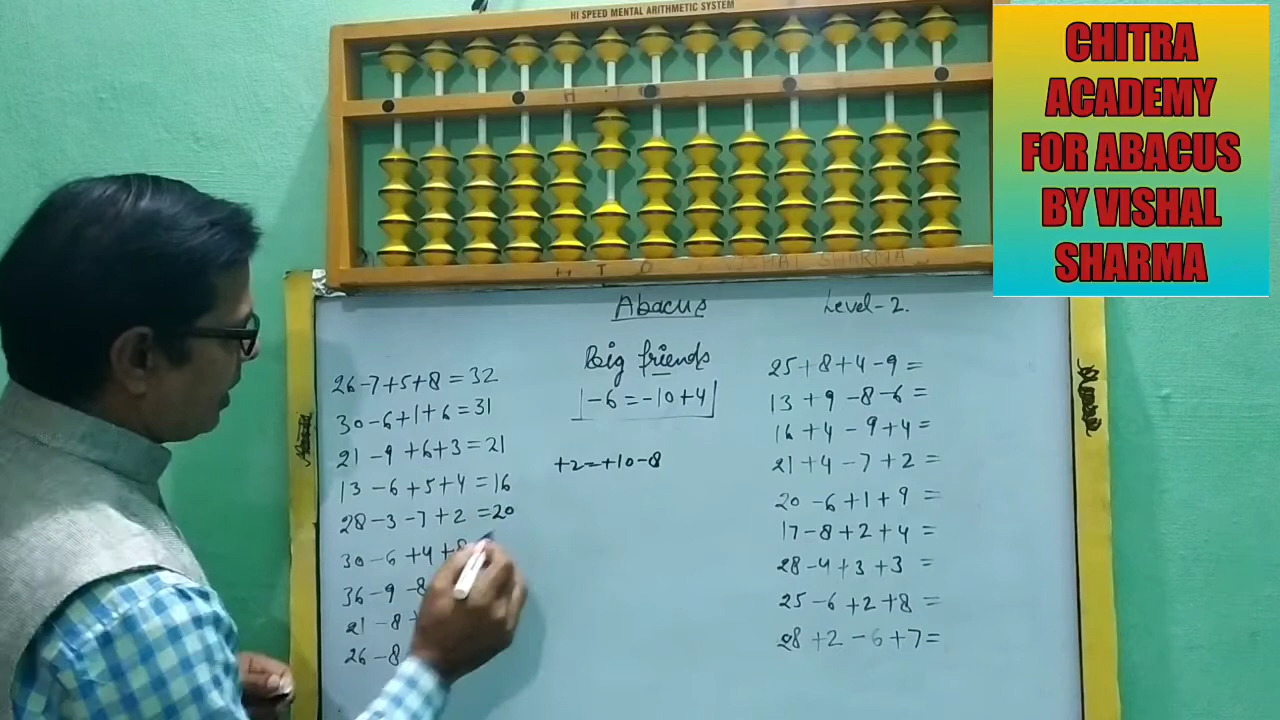 HI SPEED MENTAL ARITHMETIC SYSTEM
H T O
H T O VISHAL SHARMA
CHITRA
ACADEMY
FOR ABACUS
BY VISHAL
SHARMA
Abacus
Level-2.
Big friends
-6=-10+4
+2=+10-8
26-7+5+8=32
30-6+1+6=31
21-9+6+3=21
13-6+5+4=16
28-3-7+2=20
30-6+4+8
36-9-8
21-8+
26-8
25+8+4-9=
13+9-8-6=
16+4-9+4=
21+4-7+2=
20-6+1+9=
17-8+2+4=
28-4+3+3=
25-6+2+8=
28+2-6+7=